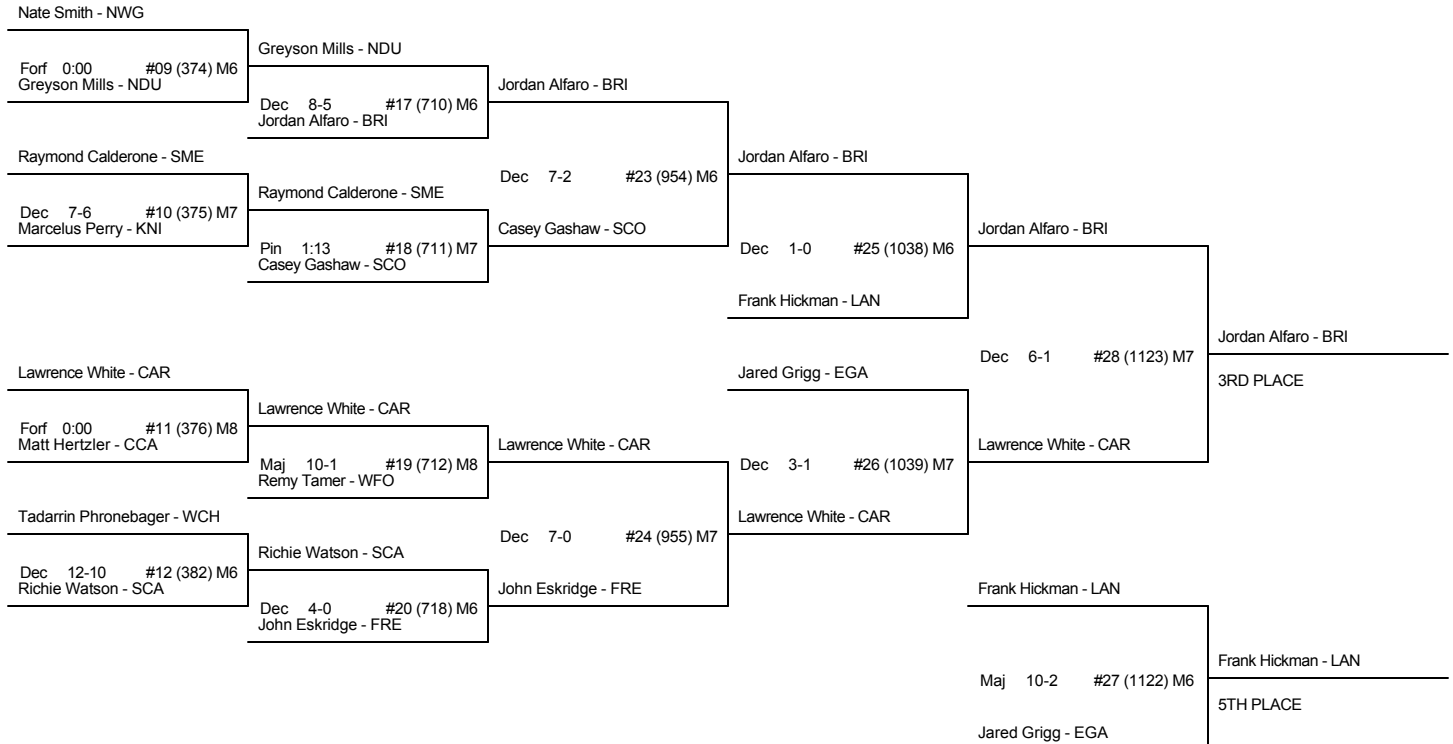 Nate Smith - NWG
Greyson Mills - NDU
Forf 0:00 #09 (374) M6
Greyson Mills - NDU
Jordan Alfaro - BRI
Dec 8-5 #17 (710) M6
Jordan Alfaro - BRI
Raymond Calderone - SME
Jordan Alfaro - BRI
Dec 7-2 #23 (954) M6
Raymond Calderone - SME
Dec 7-6 #10 (375) M7
Marcelus Perry - KNI
Casey Gashaw - SCO
Jordan Alfaro - BRI
Pin 1:13 #18 (711) M7
Casey Gashaw - SCO
Dec 1-0 #25 (1038) M6
Frank Hickman - LAN
Jordan Alfaro - BRI
Dec 6-1 #28 (1123) M7
Lawrence White - CAR
Jared Grigg - EGA
3RD PLACE
Lawrence White - CAR
Forf 0:00 #11 (376) M8
Matt Hertzler - CCA
Lawrence White - CAR
Lawrence White - CAR
Maj 10-1 #19 (712) M8
Remy Tamer - WFO
Dec 3-1 #26 (1039) M7
Tadarrin Phronebager - WCH
Lawrence White - CAR
Dec 7-0 #24 (955) M7
Richie Watson - SCA
Dec 12-10 #12 (382) M6
Richie Watson - SCA
John Eskridge - FRE
Frank Hickman - LAN
Dec 4-0 #20 (718) M6
John Eskridge - FRE
Frank Hickman - LAN
Maj 10-2 #27 (1122) M6
5TH PLACE
Jared Grigg - EGA